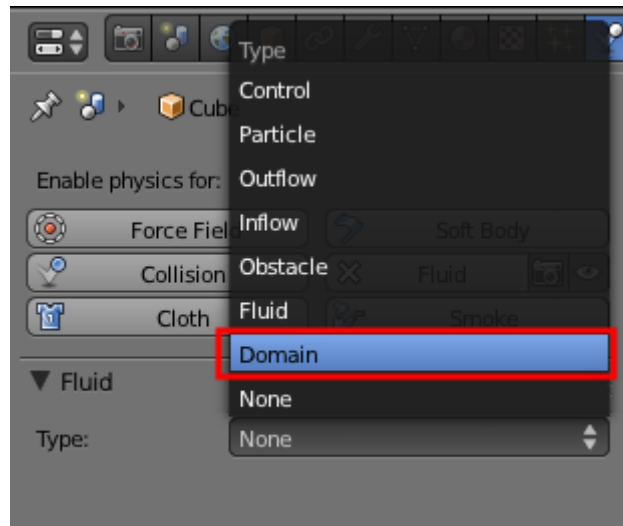 Type
Cube
Control
Particle
Enable physics for:
Outflow
Force Field
Inflow
Soft Body
Collision
Obstacle
Fluid
Cloth
Fluid
Smoke
Domain
Fluid
None
Type:
None